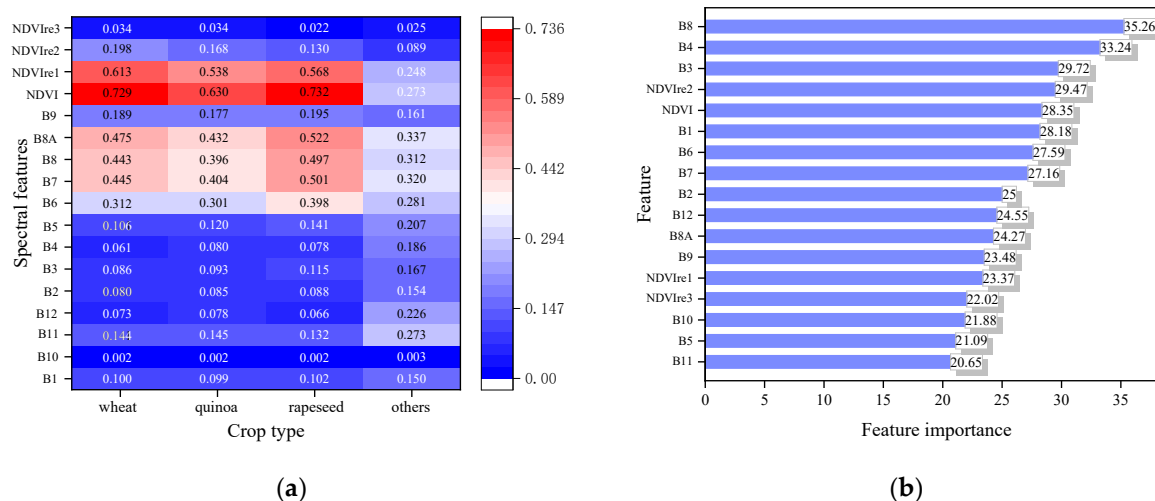 NDVIre3 0.034 0.034 0.022 0.025
NDVIre2 0.198 0.168 0.130 0.089
NDVIre1 0.613 0.538 0.568 0.248
NDVI 0.729 0.630 0.732 0.273
B9 0.189 0.177 0.195 0.161
B8A 0.475 0.432 0.522 0.337
B8 0.443 0.396 0.497 0.312
B7 0.445 0.404 0.501 0.320
B6 0.312 0.301 0.398 0.281
B5 0.106 0.120 0.141 0.207
B4 0.061 0.080 0.078 0.186
B3 0.086 0.093 0.115 0.167
B2 0.080 0.085 0.088 0.154
B12 0.073 0.078 0.066 0.226
B11 0.144 0.145 0.132 0.273
B10 0.002 0.002 0.002 0.003
B1 0.100 0.099 0.102 0.150
wheat quinoa rapeseed others
Crop type
Spectral features
0. 736
0. 589
0. 442
0. 294
0. 147
0. 00
(a)
B8 35.26
B4 33.24
B3 29.72
NDVIre2 29.47
NDVI 28.35
B1 28.18
B6 27.59
B7 27.16
B2 25
B12 24.55
B8A 24.27
B9 23.48
NDVIre1 23.37
NDVIre3 22.02
B10 21.88
B5 21.09
B11 20.65
0 5 10 15 20 25 30 35
Feature importance
Feature
(b)